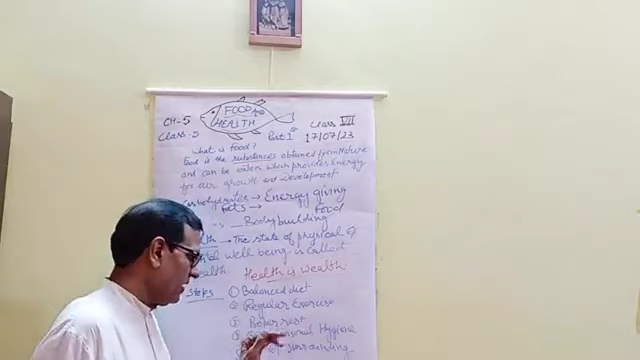 CH-5
FOOD AND
HEALTH
Class VII
Class-5
Part 1st
17/07/23
What is food?
Food is the substances obtained from Nature
and can be eaten which provides Energy
for our growth and Development
Carbohydrates → Energy giving
Fats → Food
Body building
→ The state of physical &
well being is called
Health is wealth
Steps ① Balanced diet
② Regular Exercise
③ Proper rest
Hygiene
surrounding